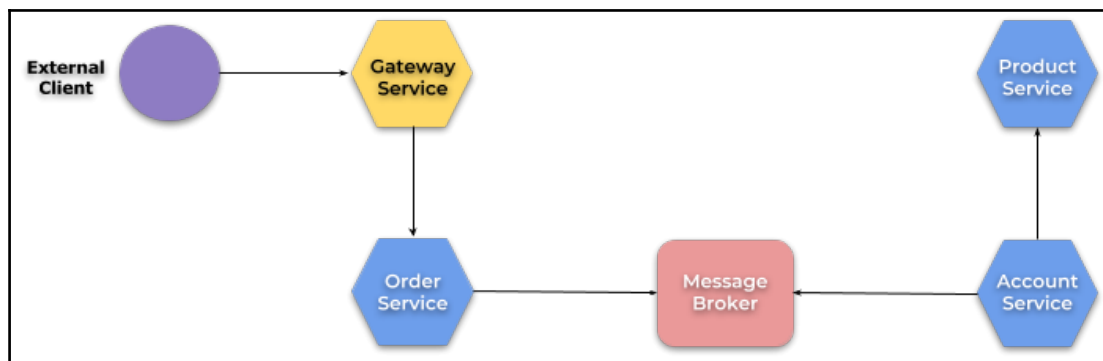 External
Client
Gateway
Service
Product
Service
Order
Service
Message
Broker
Account
Service